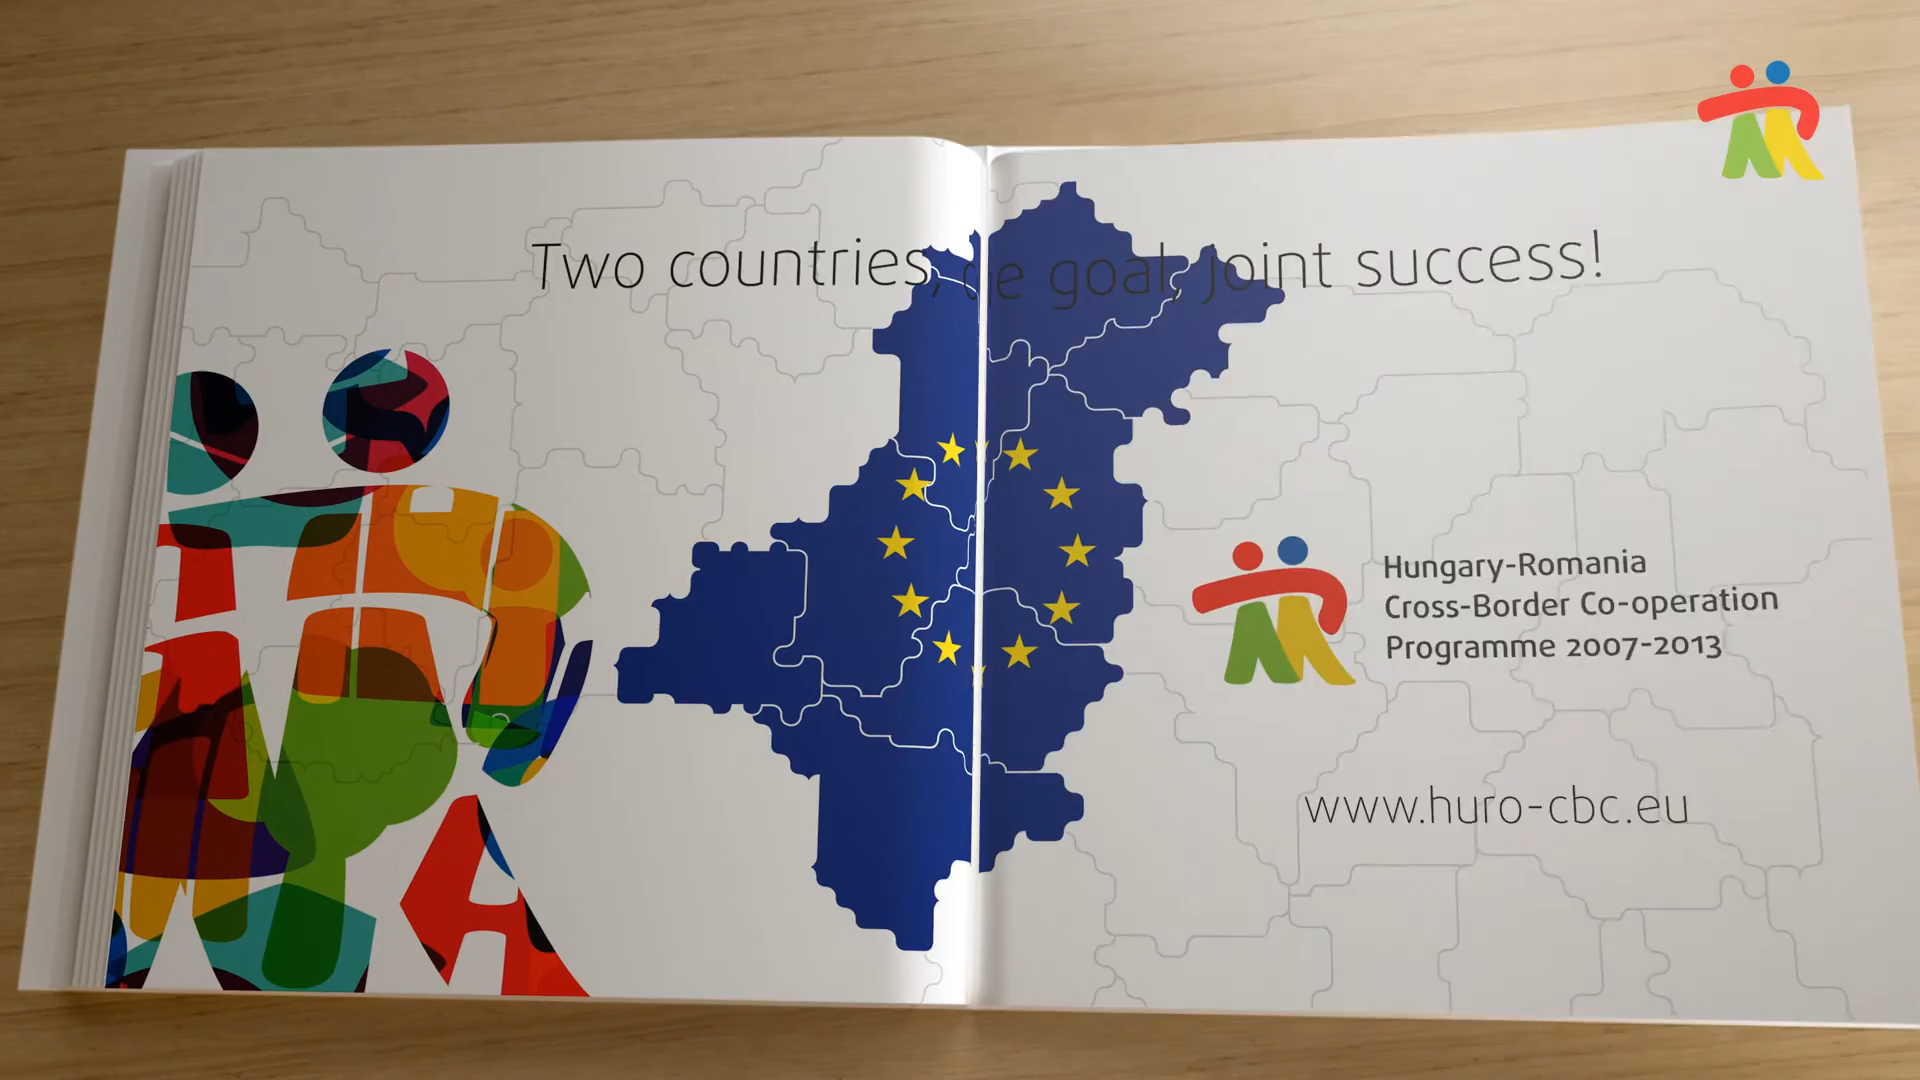 Two countries, e goal, joint success!
Hungary-Romania
Cross-Border Co-operation
Programme 2007-2013
www.huro-cbc.eu